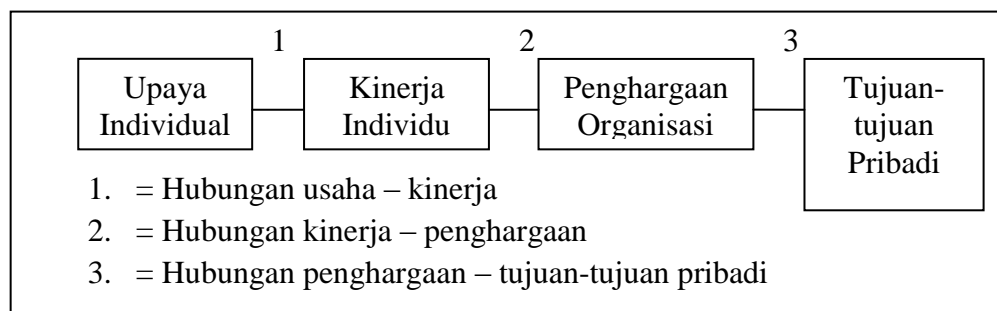 1 2 3
Upaya
Individual
Kinerja
Individu
Penghargaan
Organisasi
Tujuan-
tujuan
Pribadi
1. = Hubungan usaha – kinerja
2. = Hubungan kinerja – penghargaan
3. = Hubungan penghargaan – tujuan-tujuan pribadi